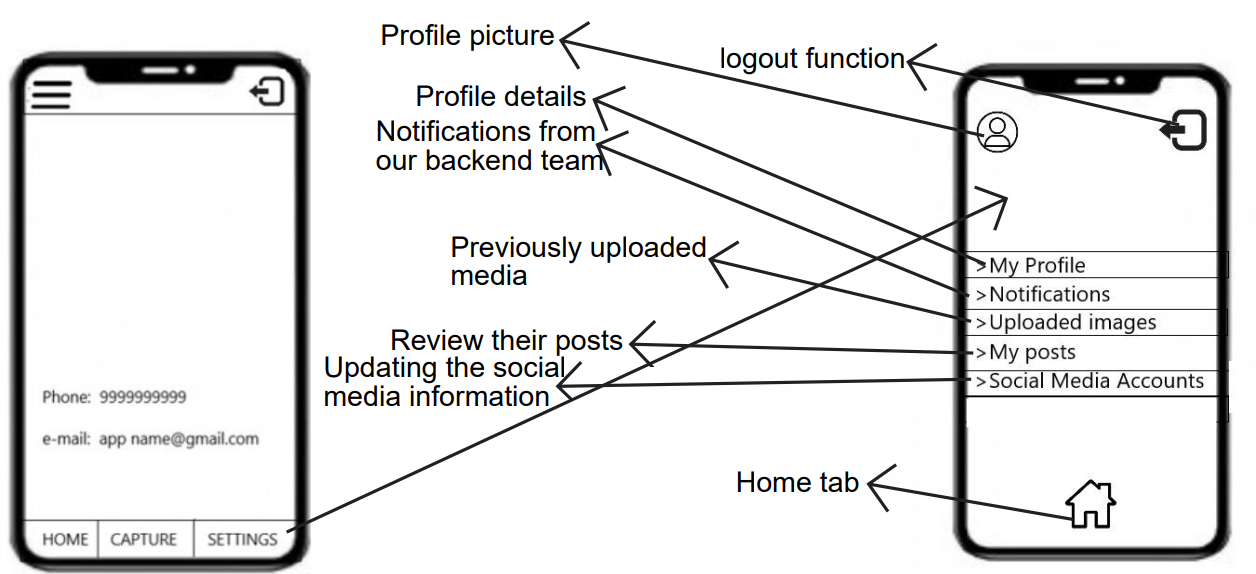 Profile picture
logout function
Profile details
Notifications from
our backend team
Previously uploaded
media
Review their posts
Updating the social
media information
Home tab
Phone: 9999999999
e-mail: app name@gmail.com
HOME CAPTURE SETTINGS
>My Profile
>Notifications
>Uploaded images
>My posts
>Social Media Accounts